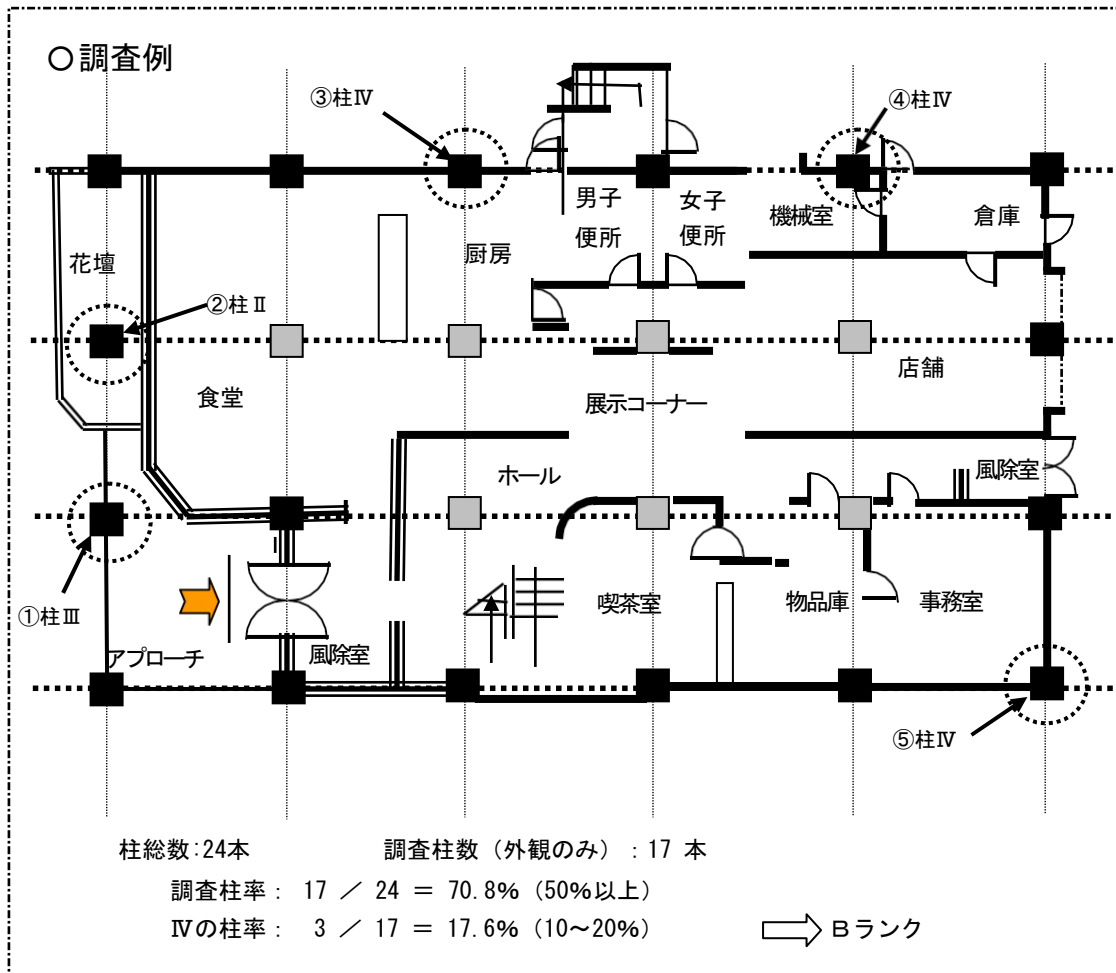 ○調査例
③柱Ⅳ
④柱Ⅳ
男子
便所
女子
便所
機械室
倉庫
厨房
花壇
②柱Ⅱ
店舗
食堂
展示コーナー
ホール
風除室
①柱Ⅲ
喫茶室
物品庫
事務室
アプローチ
風除室
⑤柱Ⅳ
柱総数:24本 調査柱数（外観のみ）：17 本
調査柱率： 17 ／ 24 ＝ 70.8%（50%以上）
Ⅳの柱率： 3 ／ 17 ＝ 17.6%（10～20%） Ｂランク